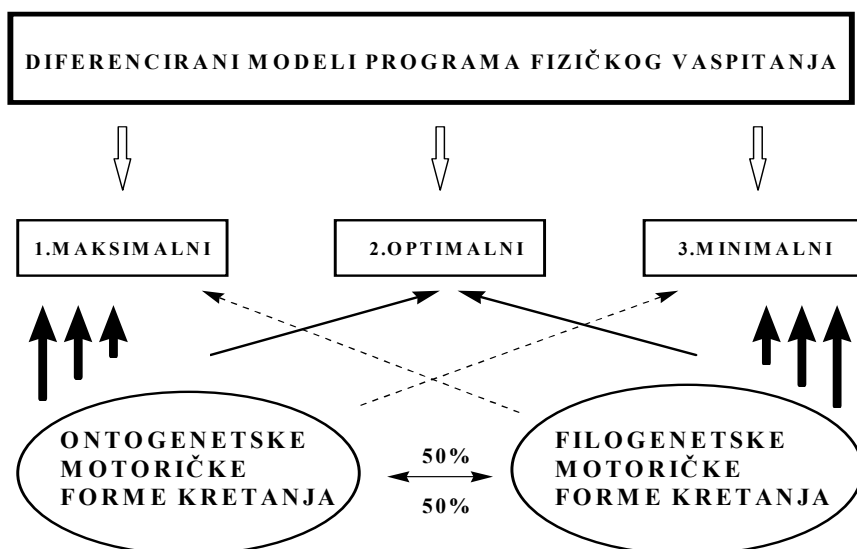 DIFERENCIRANI MODELI PROGRAMA FIZIČKOG VASPITANJA
1.MAKSIMALNI
2.OPTIMALNI
3.MINIMALNI
ONTOGENETSKE
MOTORIČKE
FORME KRETANJA
50%
50%
FILOGENETSKE
MOTORIČKE
FORME KRETANJA